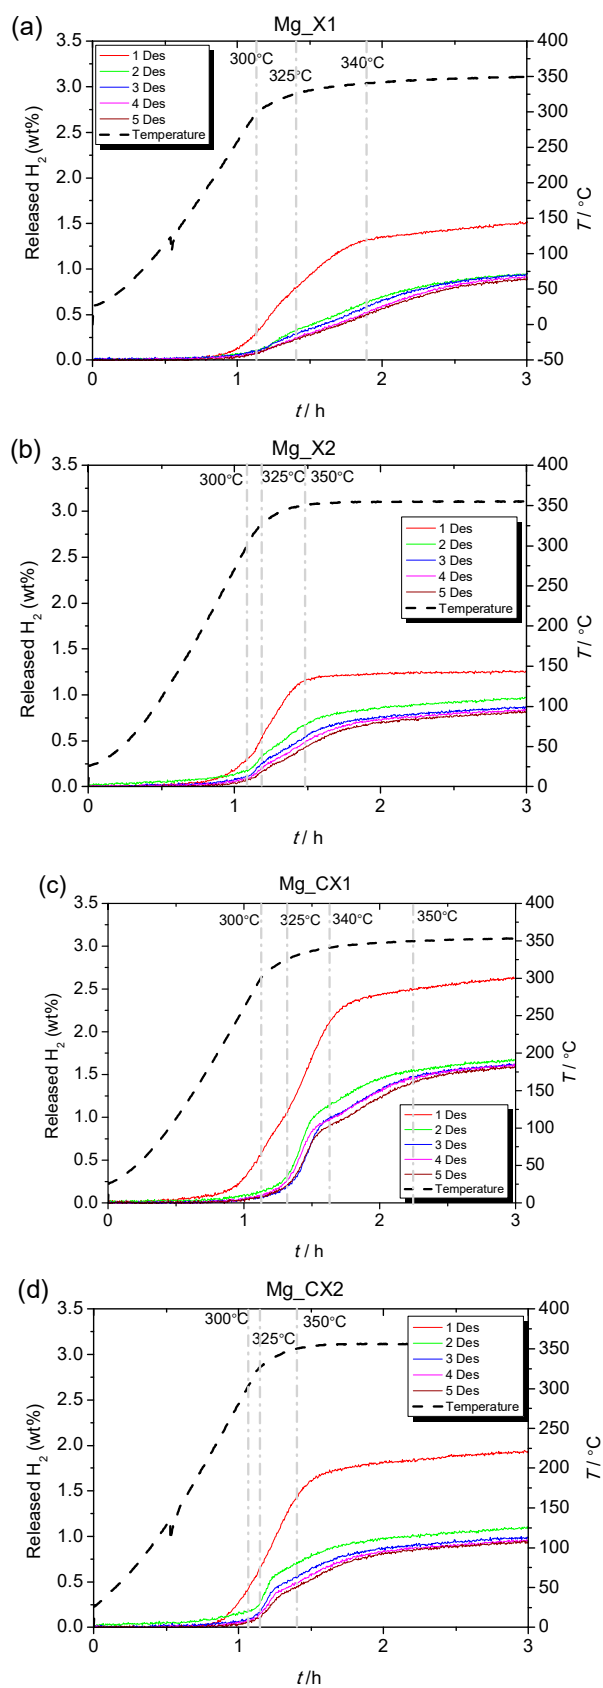 (a)
Mg_X1
3.5
3.0
2.5
2.0
1.5
1.0
0.5
0.0
Released H2 (wt%)
1 Des
2 Des
3 Des
4 Des
5 Des
Temperature
300°C
325°C
340°C
400
350
300
250
200
150
100
50
0
-50
T / °C
0
1
2
3
t / h
(b)
Mg_X2
3.5
3.0
2.5
2.0
1.5
1.0
0.5
0.0
Released H2 (wt%)
300°C
325°C
350°C
1 Des
2 Des
3 Des
4 Des
5 Des
Temperature
400
350
300
250
200
150
100
50
0
T / °C
0
1
2
3
t / h
(c)
Mg_CX1
3.5
3.0
2.5
2.0
1.5
1.0
0.5
0.0
Released H2 (wt%)
300°C
325°C
340°C
350°C
1 Des
2 Des
3 Des
4 Des
5 Des
Temperature
400
350
300
250
200
150
100
50
0
T / °C
0
1
2
3
t / h
(d)
Mg_CX2
3.5
3.0
2.5
2.0
1.5
1.0
0.5
0.0
Released H2 (wt%)
300°C
325°C
350°C
1 Des
2 Des
3 Des
4 Des
5 Des
Temperature
400
350
300
250
200
150
100
50
0
T / °C
0
1
2
3
t / h